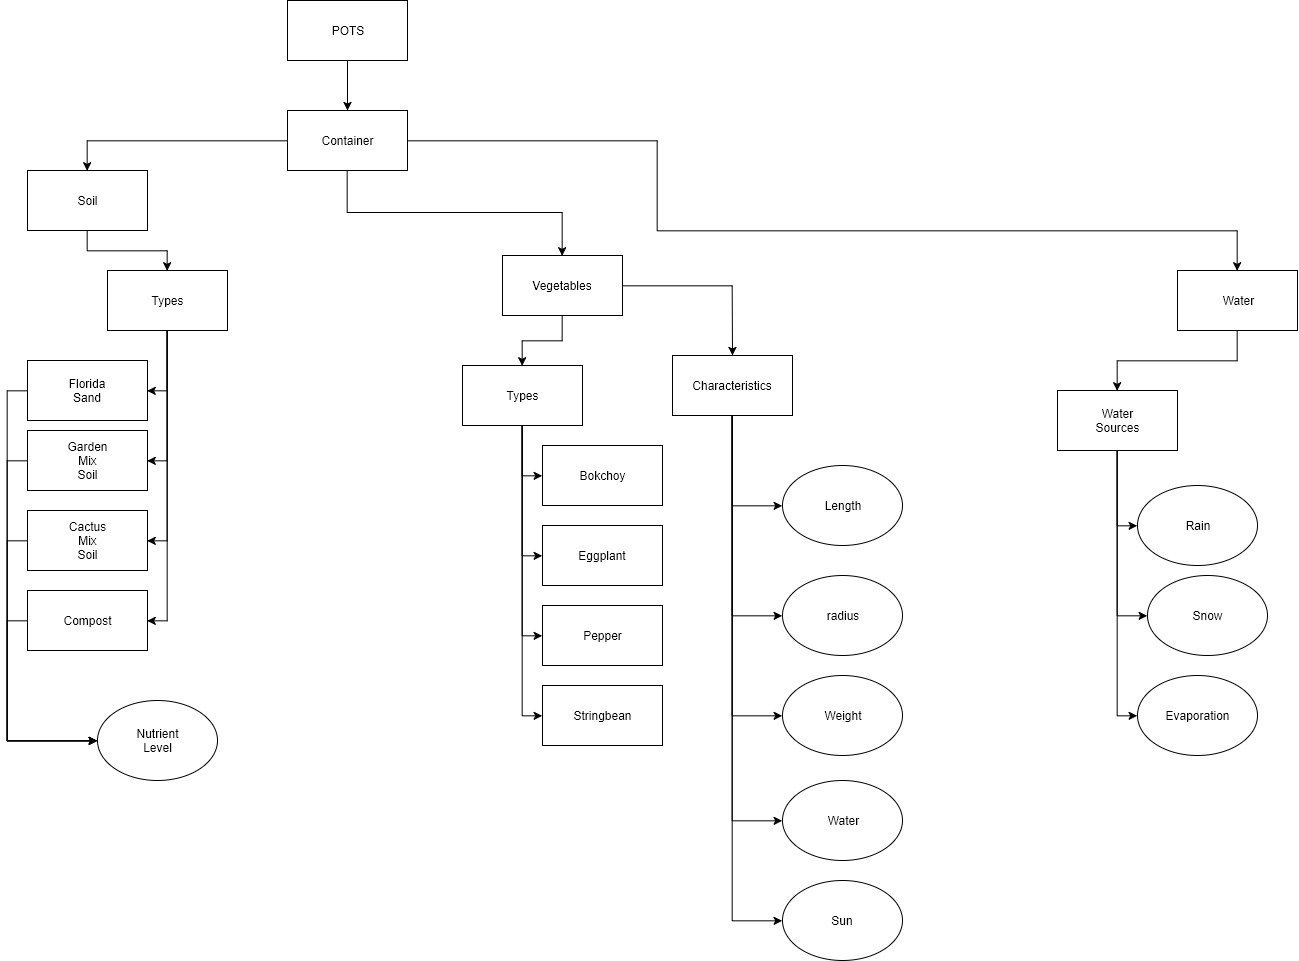 POTS
Container
Soil
Types
Florida
Sand
Garden
Mix
Soil
Cactus
Mix
Soil
Compost
Nutrient
Level
Vegetables
Types
Bokchoy
Eggplant
Pepper
Stringbean
Characteristics
Length
radius
Weight
Water
Sun
Water
Water
Sources
Rain
Snow
Evaporation